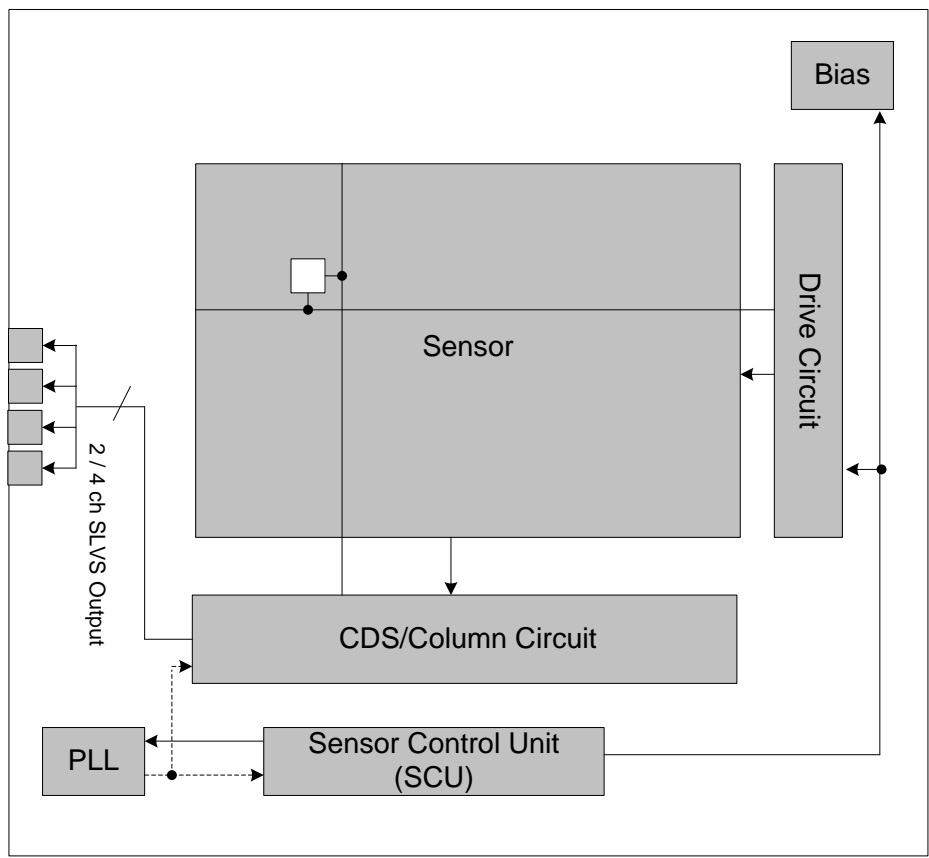 Bias
Drive Circuit
Sensor
2 / 4 ch SLVS Output
CDS/Column Circuit
PLL
Sensor Control Unit
(SCU)